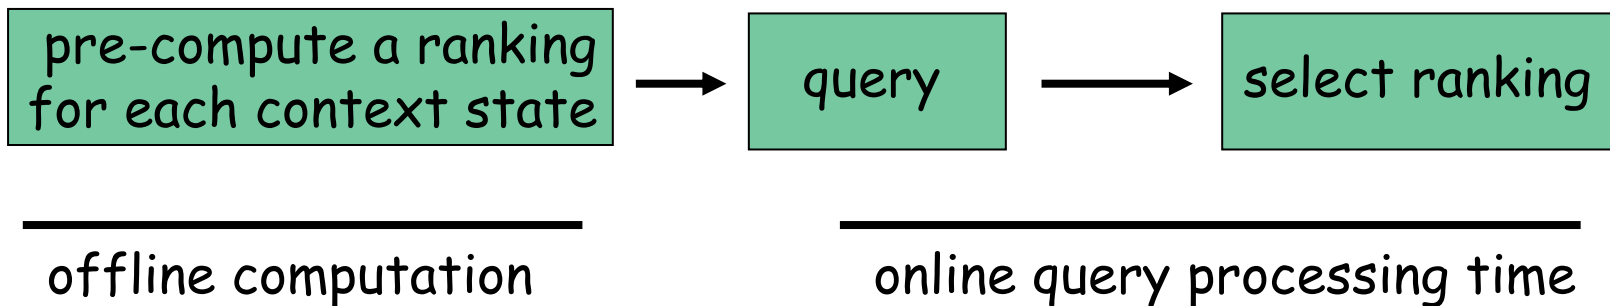 pre-compute a ranking
for each context state
query
select ranking
offline computation
online query processing time